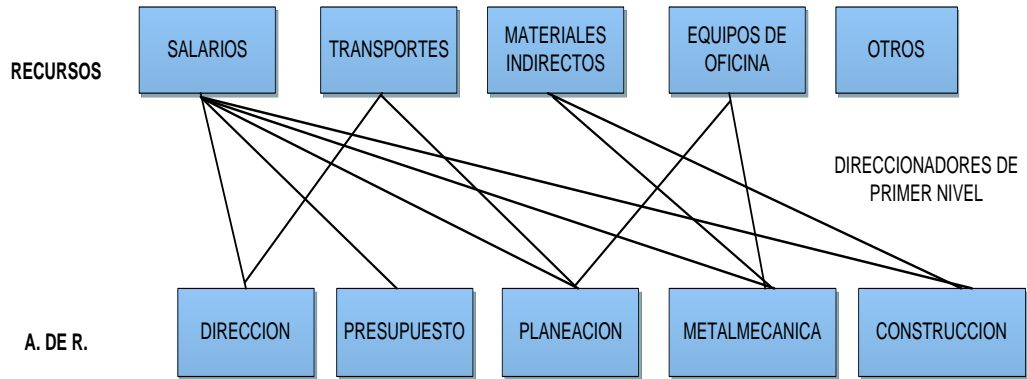 SALARIOS
TRANSPORTES
MATERIALES
INDIRECTOS
EQUIPOS DE
OFICINA
OTROS
RECURSOS
DIRECCIONADORES DE
PRIMER NIVEL
DIRECCION
PRESUPUESTO
PLANEACION
METALMECANICA
CONSTRUCCION
A. DE R.